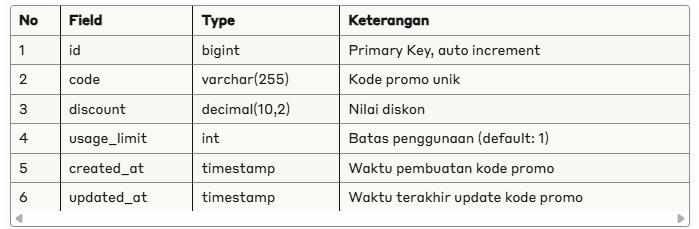 No Field Type Keterangan
1 id bigint Primary Key, auto increment
2 code varchar(255) Kode promo unik
3 discount decimal(10,2) Nilai diskon
4 usage_limit int Batas penggunaan (default: 1)
5 created_at timestamp Waktu pembuatan kode promo
6 updated_at timestamp Waktu terakhir update kode promo